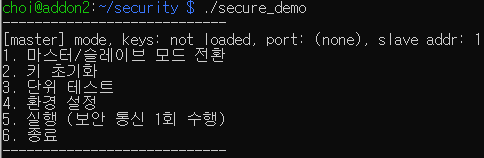 choi@addon2:~/security $ ./secure_demo
----------------------------
[master] mode, keys: not loaded, port: (none), slave addr: 1
1. 마스터/슬레이브 모드 전환
2. 키 초기화
3. 단위 테스트
4. 환경 설정
5. 실행 (보안 통신 1회 수행)
6. 종료
----------------------------